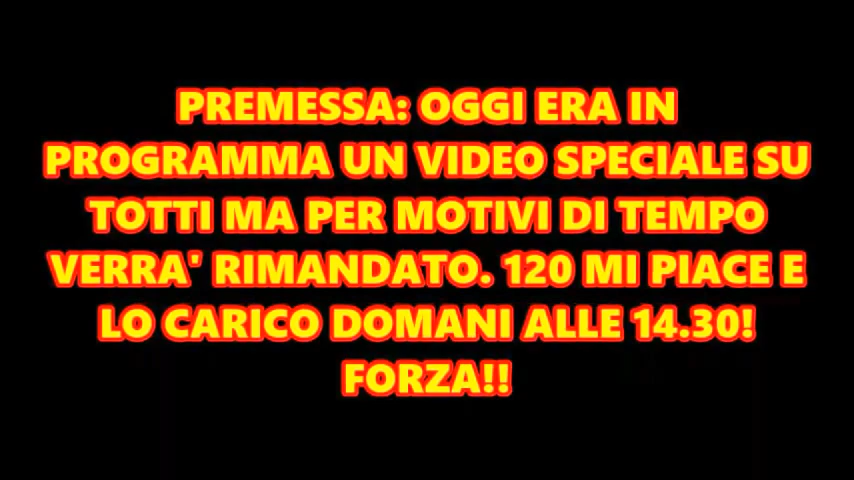 PREMESSA: OGGI ERA IN
PROGRAMMA UN VIDEO SPECIALE SU
TOTTI MA PER MOTIVI DI TEMPO
VERRA' RIMANDATO. 120 MI PIACE E
LO CARICO DOMANI ALLE 14.30!
FORZA!!